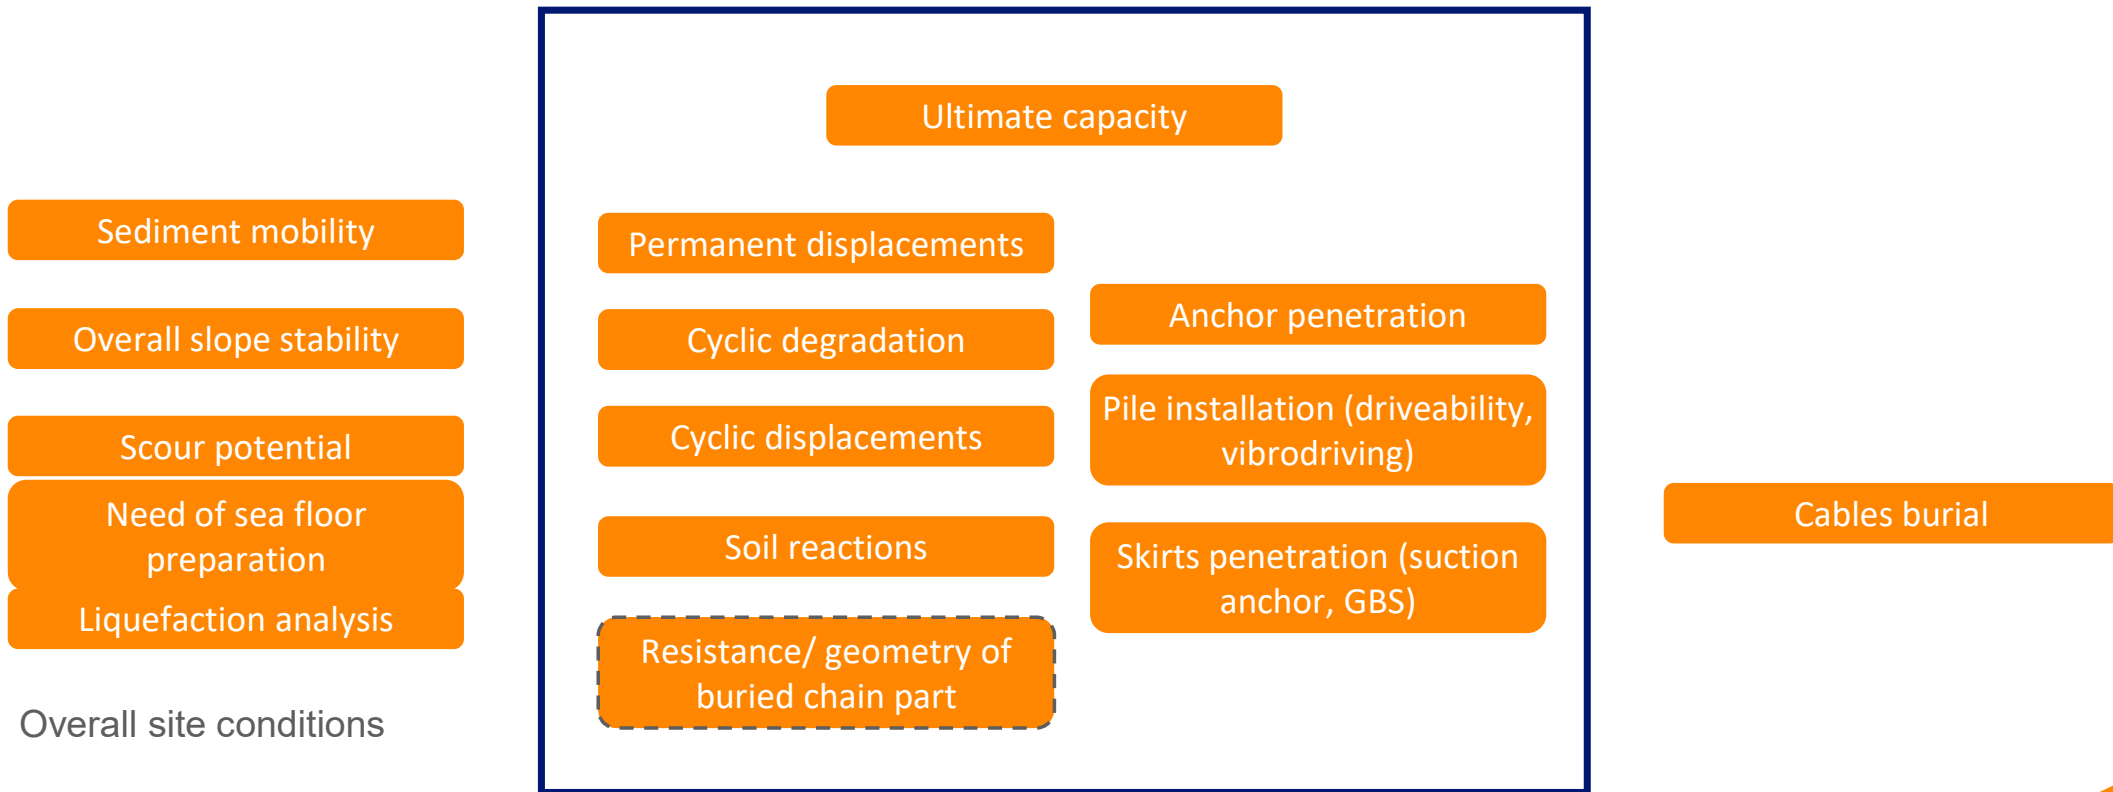 Sediment mobility
Overall slope stability
Scour potential
Need of sea floor
preparation
Liquefaction analysis
Overall site conditions
Ultimate capacity
Permanent displacements
Cyclic degradation
Cyclic displacements
Soil reactions
Resistance/ geometry of
buried chain part
Anchor penetration
Pile installation (driveability,
vibrodriving)
Skirts penetration (suction
anchor, GBS)
Cables burial